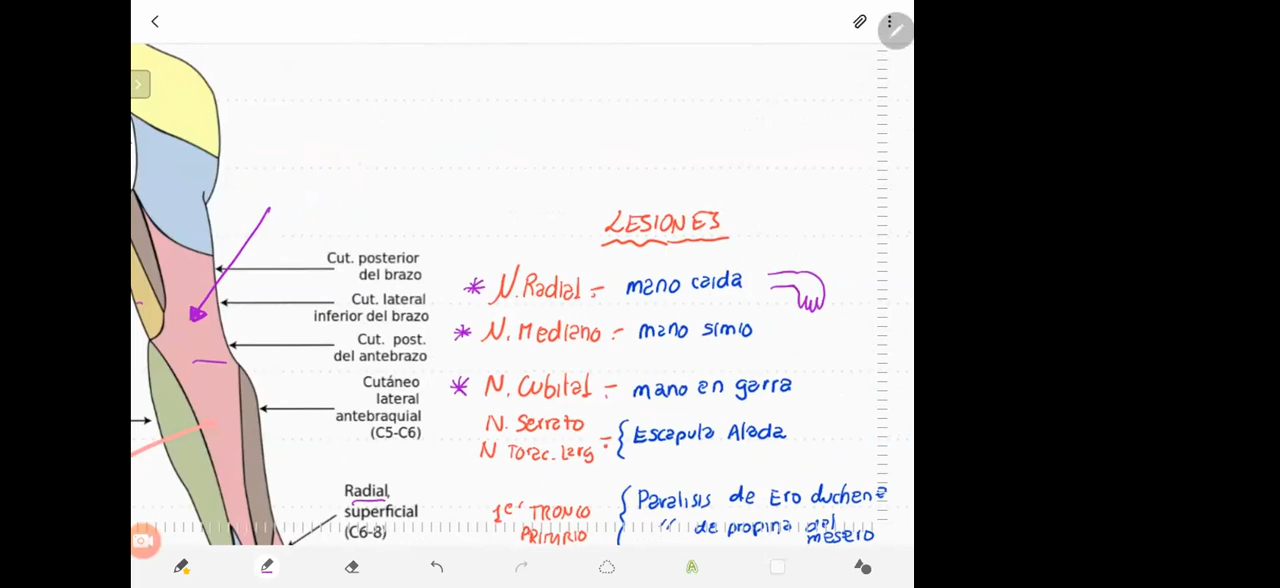 LESIONES
Cut. posterior
del brazo
Cut. lateral
inferior del brazo
Cut. post.
del antebrazo
Cutáneo
lateral
antebraquial
(C5-C6)
Radial,
superficial
(C6-8)
* N. Radial = mano caida
* N. Mediano = mano simio
* N. Cubital = mano en garra
N. Serrato
N Torac. larg = { Escapula Alada
1er TRONCO
PRIMARIO
{ Paralisis de Ero duchene
" de propina del
mesero